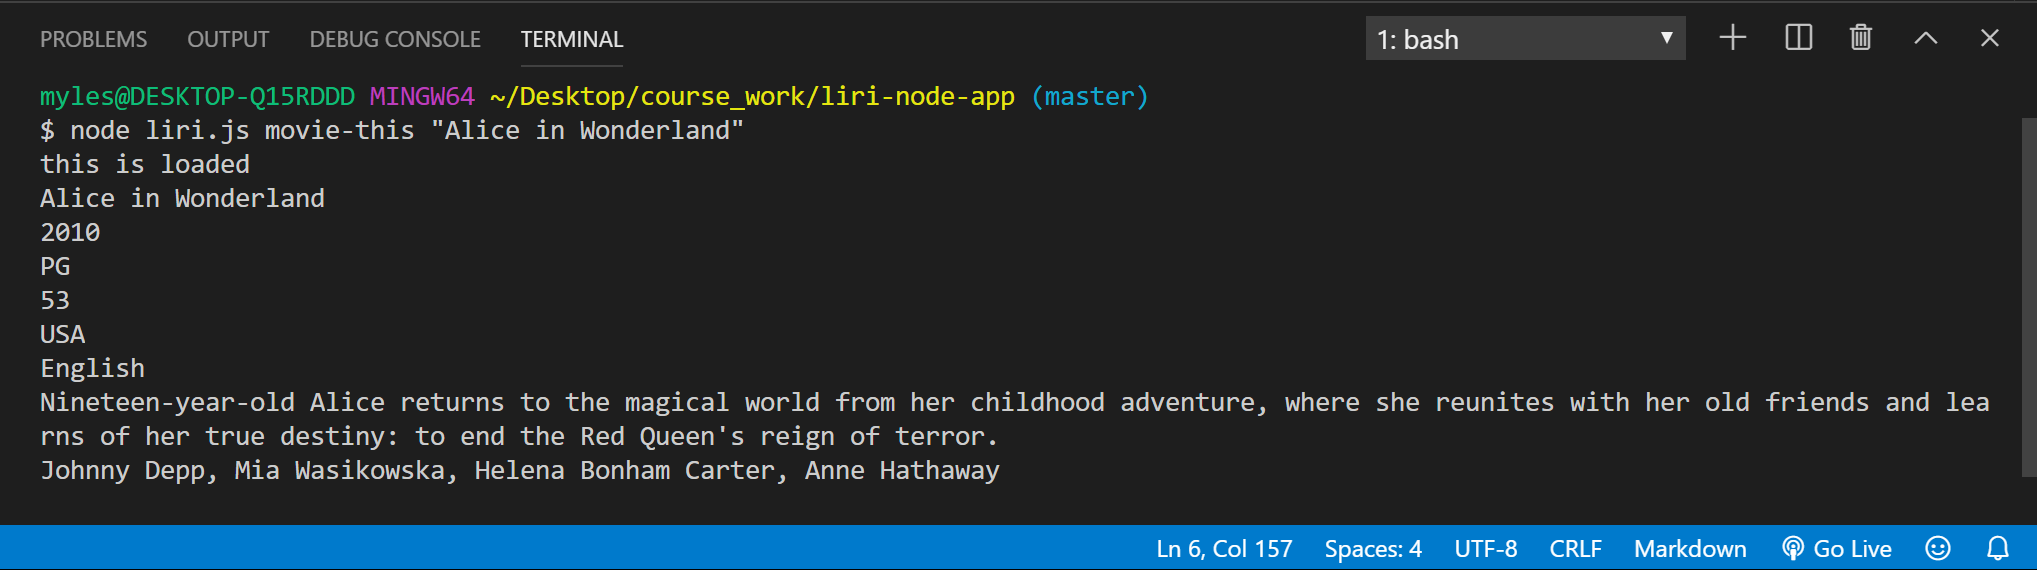 PROBLEMS OUTPUT DEBUG CONSOLE TERMINAL 1: bash
myles@DESKTOP-Q15RDDD MINGW64 ~/Desktop/course_work/liri-node-app (master)
$ node liri.js movie-this "Alice in Wonderland"
this is loaded
Alice in Wonderland
2010
PG
53
USA
English
Nineteen-year-old Alice returns to the magical world from her childhood adventure, where she reunites with her old friends and lea
rns of her true destiny: to end the Red Queen's reign of terror.
Johnny Depp, Mia Wasikowska, Helena Bonham Carter, Anne Hathaway
Ln 6, Col 157 Spaces: 4 UTF-8 CRLF Markdown Go Live